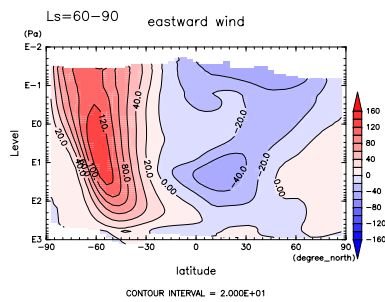 Ls=60-90
eastward wind
(Pa)
E-2
E-1
E0
E1
E2
E3
Level
-90 -60 -30 0 30 60 90
(degree_north)
latitude
20.0
40.0
60.0
100.
120.
80.0
40.0
20.0
0.00
-20.0
-40.0
-20.0
0.00
160
120
80
40
0
-40
-80
-120
-160
CONTOUR INTERVAL = 2.000E+01